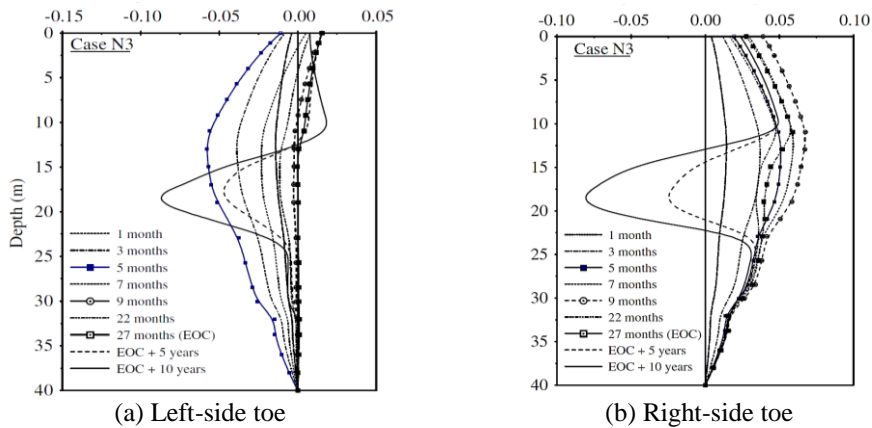 -0.15 -0.10 -0.05 0.00 0.05
Case N3
0
5
10
15
20
25
30
35
40
Depth (m)
1 month
3 months
5 months
7 months
9 months
22 months
27 months (EOC)
EOC + 5 years
EOC + 10 years
(a) Left-side toe
-0.10 -0.05 0.00 0.05 0.10
Case N3
0
5
10
15
20
25
30
35
40
1 month
3 months
5 months
7 months
9 months
22 months
27 months (EOC)
EOC + 5 years
EOC + 10 years
(b) Right-side toe